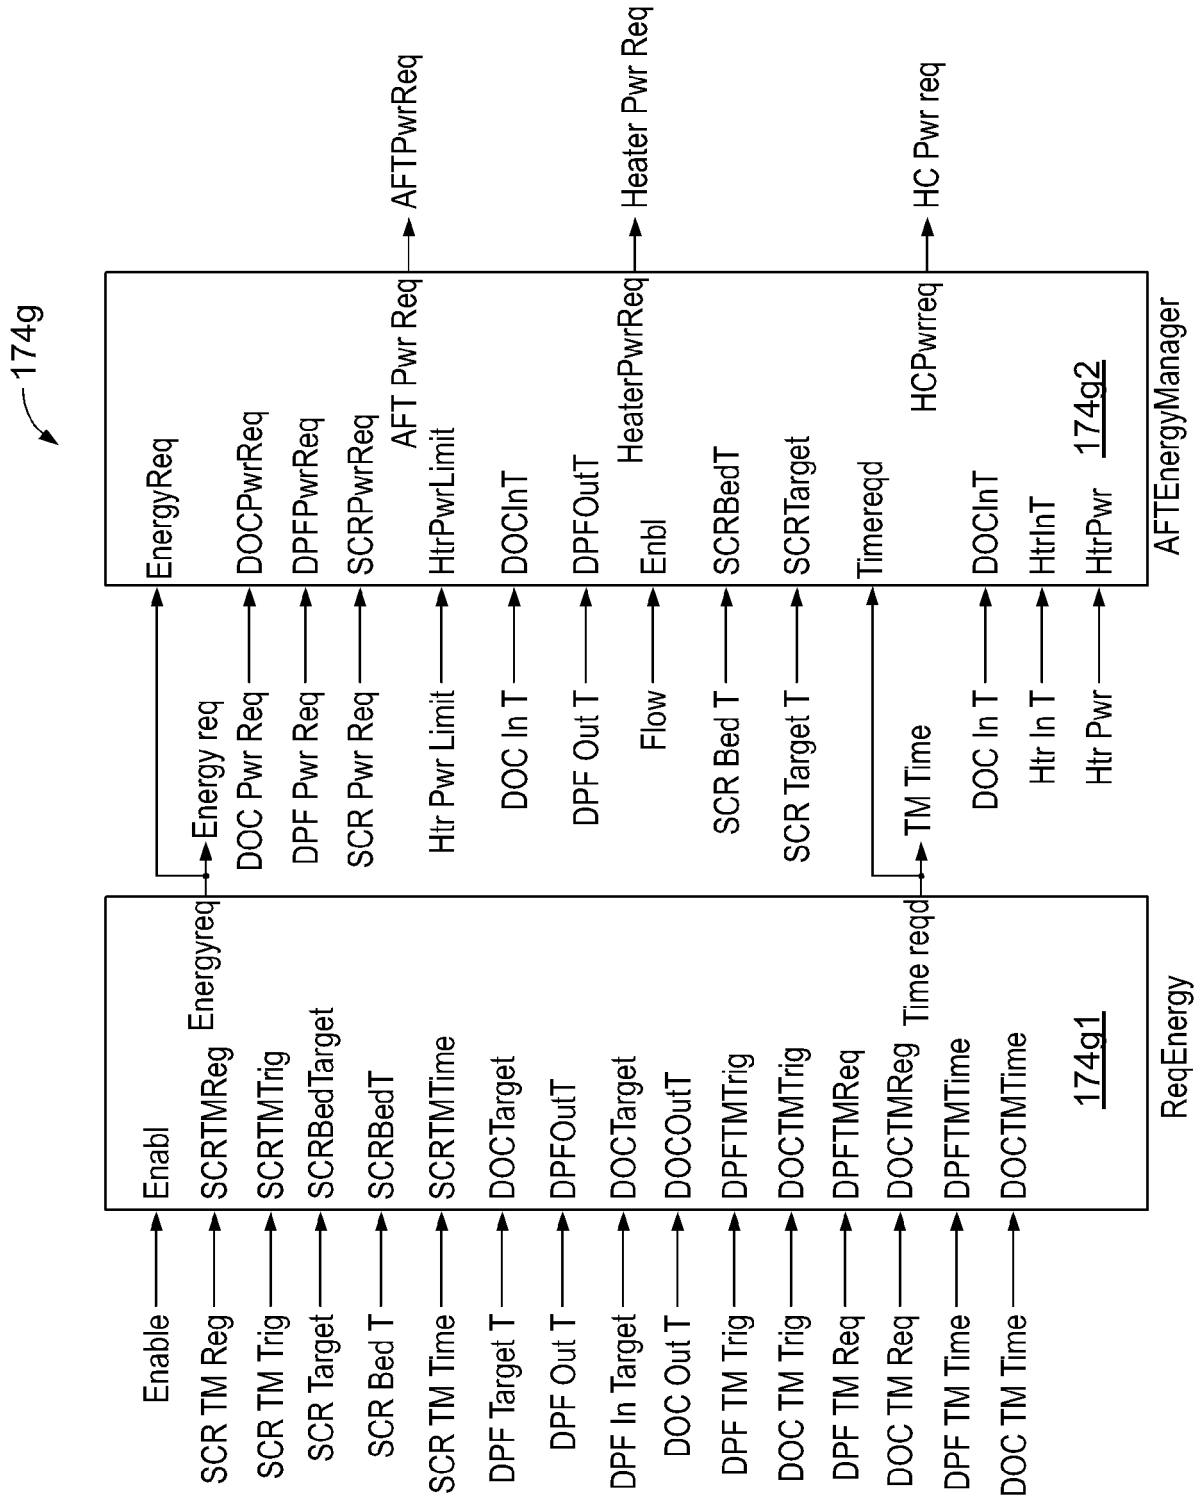 174g
Enable
SCR TM Reg
SCR TM Trig
SCR Target
SCR Bed T
SCR TM Time
DPF Target T
DPF Out T
DPF In Target
DOC Out T
DPF TM Trig
DOC TM Trig
DPF TM Req
DOC TM Req
DPF TM Time
DOC TM Time
Enabl
SCRTMReg
SCRTMTrig
SCRBedTarget
SCRBedT
SCRTMTime
DOCTarget
DPFOutT
DOCTarget
DOCOutT
DPFTMTrig
DOCTMTrig
DPFTMReq
DOCTMReg
DPFTMTime
DOCTMTime
Energyreq
Time reqd
174g1
ReqEnergy
Energy req
TM Time
DOC Pwr Req
DPF Pwr Req
SCR Pwr Req
Htr Pwr Limit
DOC In T
DPF Out T
Flow
SCR Bed T
SCR Target T
DOC In T
Htr In T
Htr Pwr
EnergyReq
DOCPwrReq
DPFPwrReq
SCRPwrReq
HtrPwrLimit
DOCInT
DPFOutT
Enbl
SCRBedT
SCRTarget
Timereqd
DOCInT
HtrInT
HtrPwr
AFT Pwr Req
HeaterPwrReq
HCPwrreq
174g2
AFTEnergyManager
AFTPwrReq
Heater Pwr Req
HC Pwr req